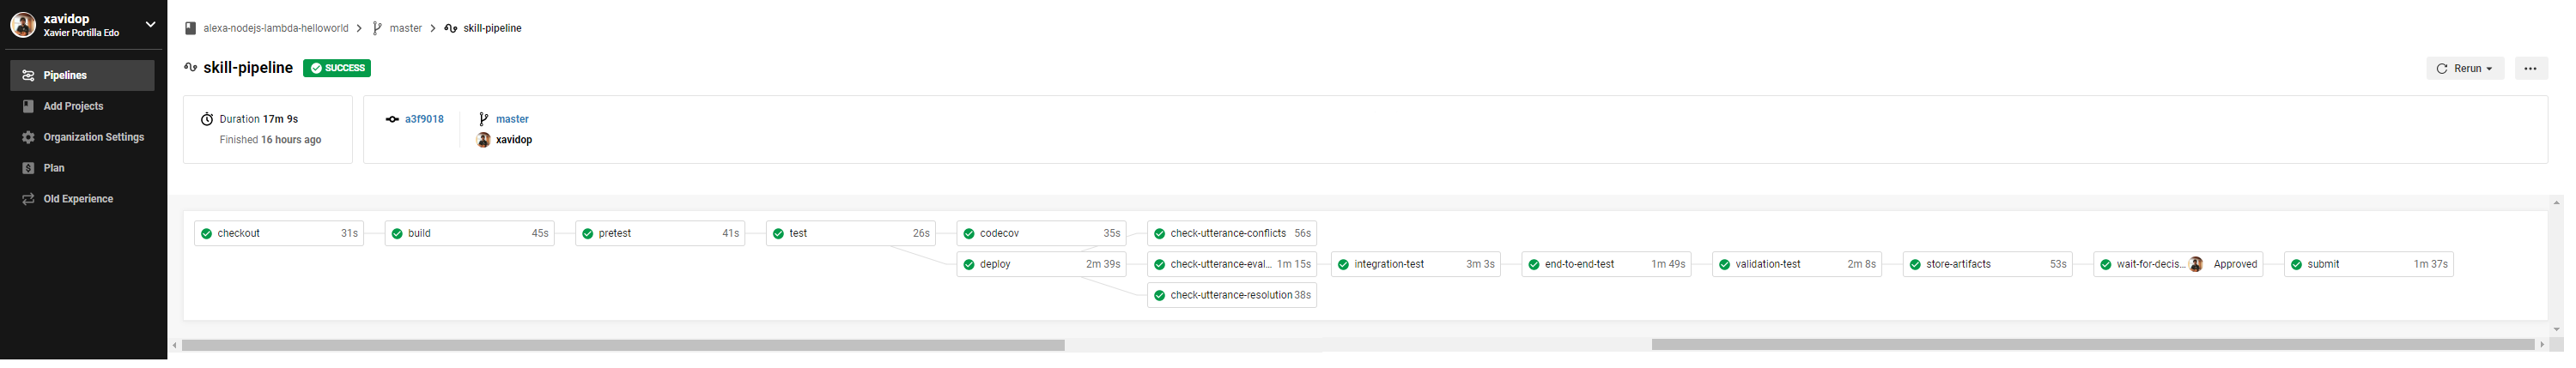 xavidop
Xavier Portilla Edo
Pipelines
Add Projects
Organization Settings
Plan
Old Experience
alexa-nodejs-lambda-helloworld > master > skill-pipeline
skill-pipeline SUCCESS
Rerun
Duration 17m 9s
Finished 16 hours ago
a3f9018
master
xavidop
checkout 31s
build 45s
pretest 41s
test 26s
codecov 35s
deploy 2m 39s
check-utterance-conflicts 56s
check-utterance-eval... 1m 15s
check-utterance-resolution 38s
integration-test 3m 3s
end-to-end-test 1m 49s
validation-test 2m 8s
store-artifacts 53s
wait-for-decis... Approved
submit 1m 37s